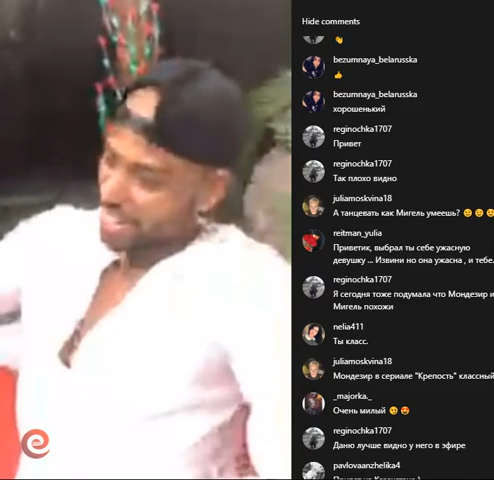 Hide comments
bezumnaya_belarusska
bezumnaya_belarusska
хорошенький
reginochka1707
Привет
reginochka1707
Так плохо видно
juliamoskvina18
А танцевать как Мигель умеешь?
reitman_yulia
Приветик, выбрал ты себе ужасную
девушку ... Извини но она ужасна , и тебе
reginochka1707
Я сегодня тоже подумала что Мондезир и
Мигель похожи
nelia411
Ты класс.
juliamoskvina18
Мондезир в сериале "Крепость" классный
_majorka._
Очень милый
reginochka1707
Даню лучше видно у него в эфире
pavlovaanzhelika4